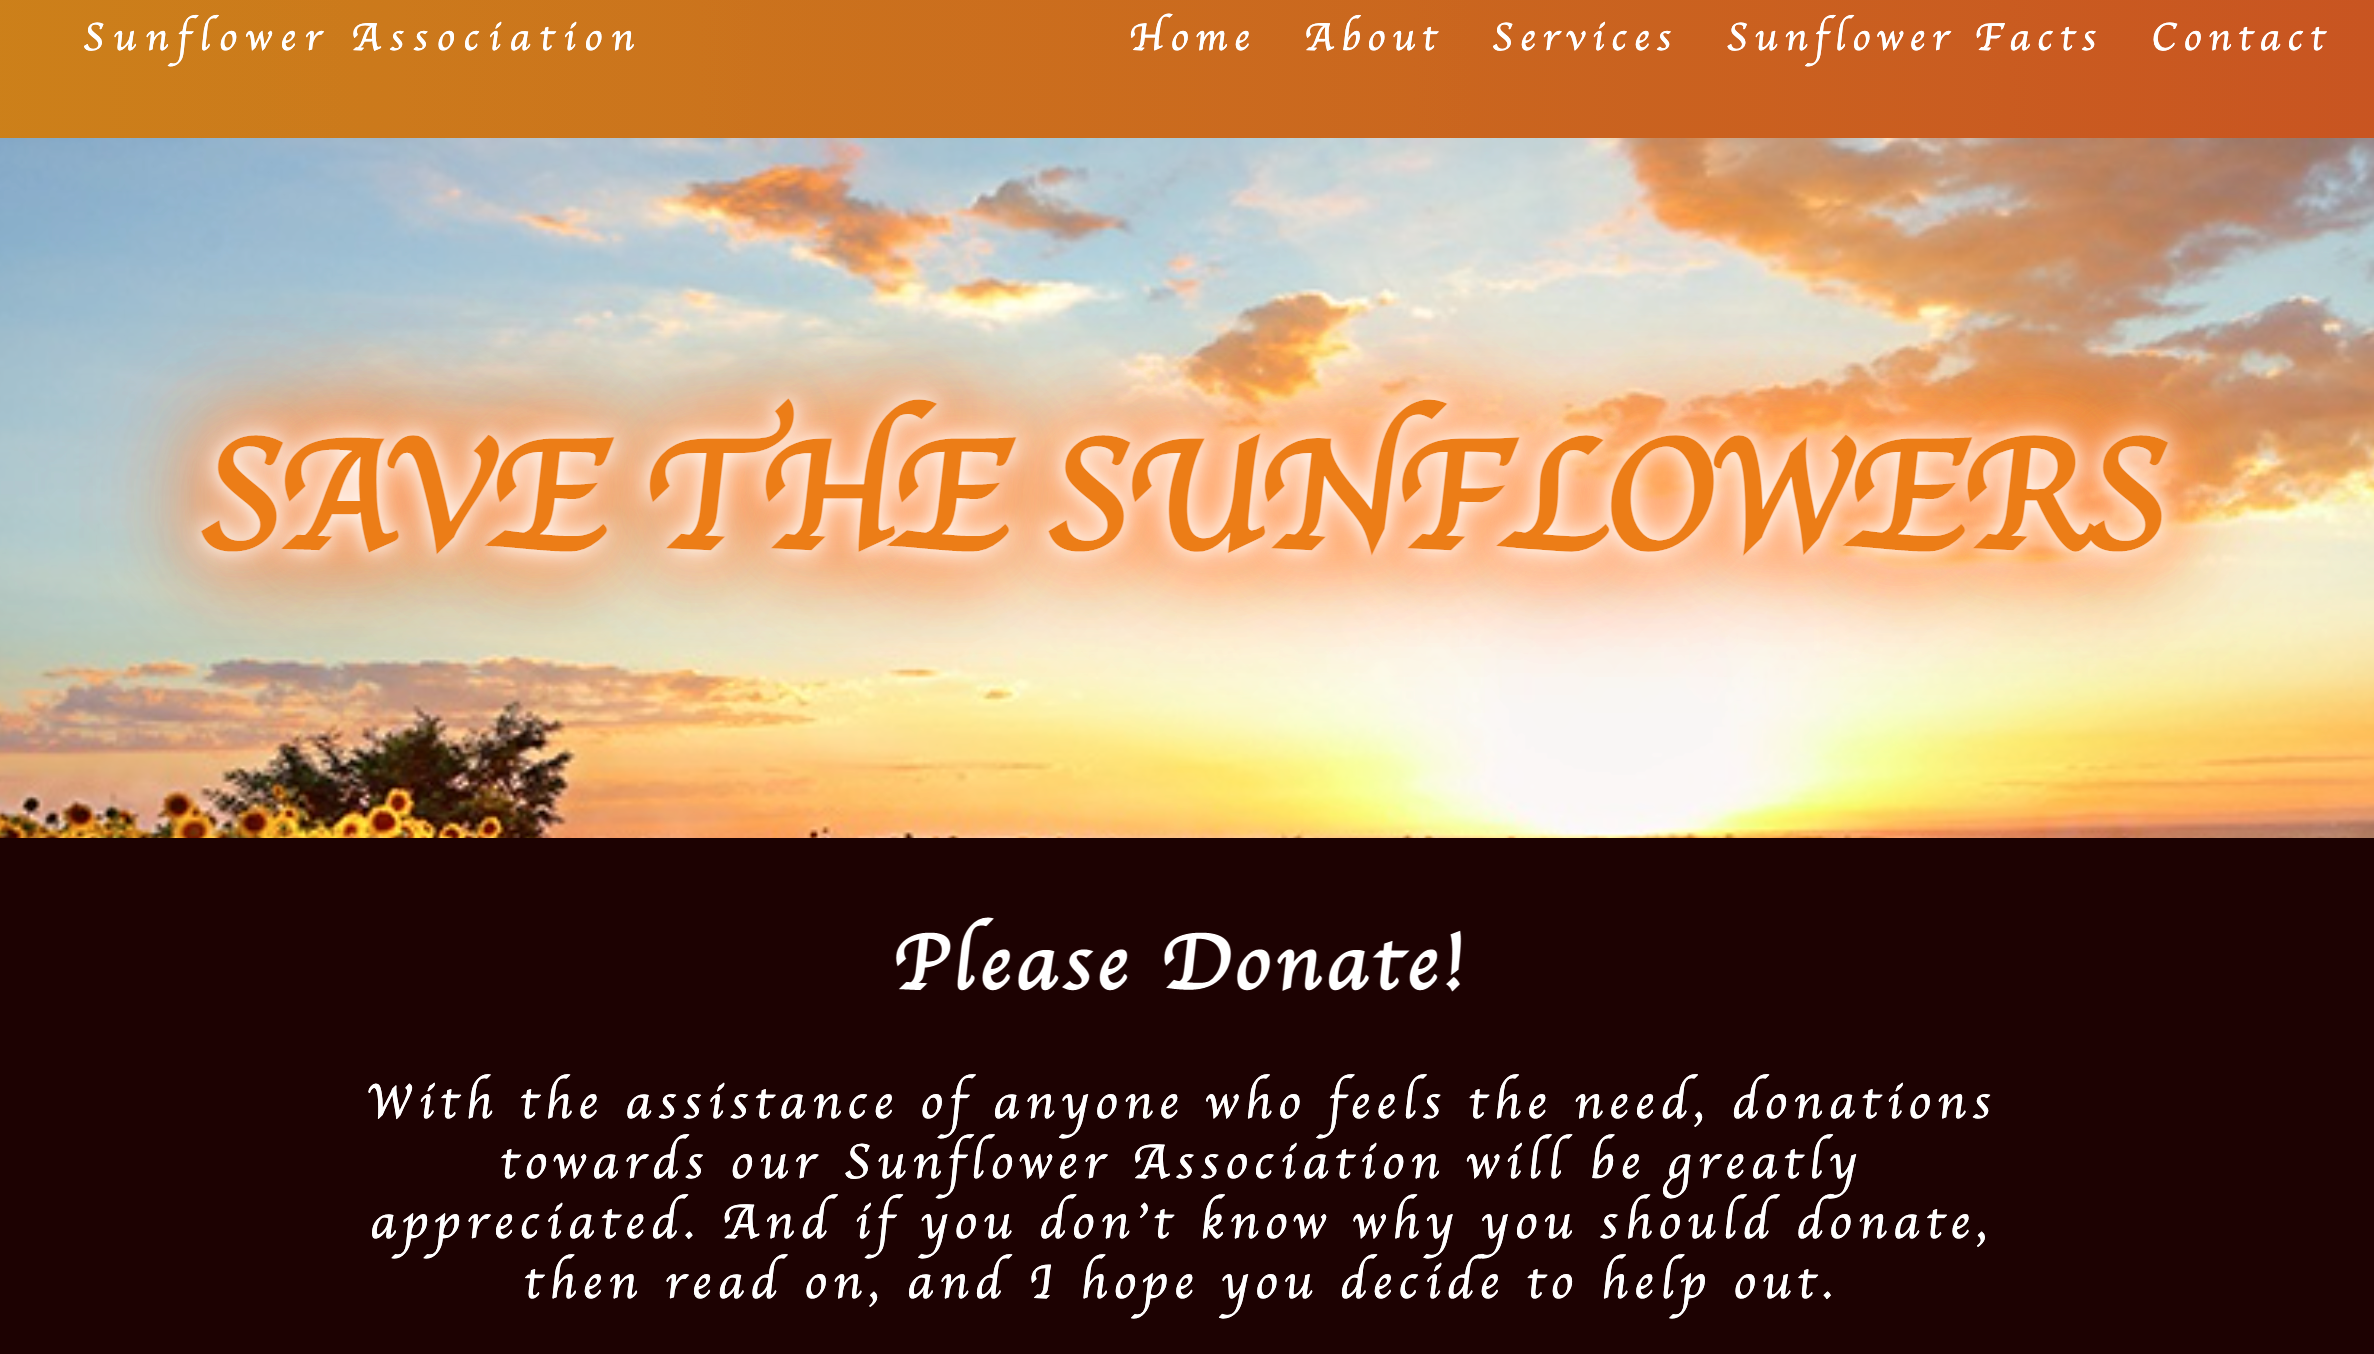 Sunflower Association
Home About Services Sunflower Facts Contact
SAVE THE SUNFLOWERS
Please Donate!
With the assistance of anyone who feels the need, donations
towards our Sunflower Association will be greatly
appreciated. And if you don't know why you should donate,
then read on, and I hope you decide to help out.